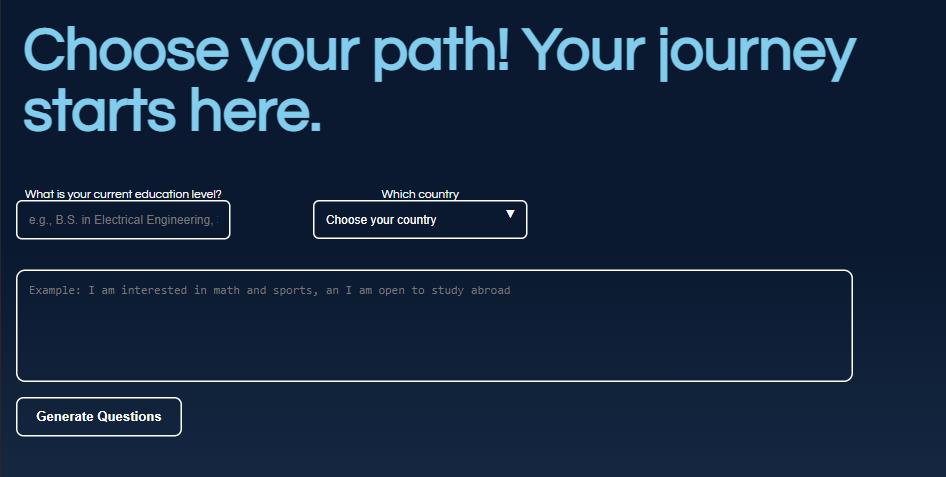 Choose your path! Your journey
starts here.
What is your current education level?
Which country
e.g., B.S. in Electrical Engineering,
Choose your country
Example: I am interested in math and sports, an I am open to study abroad
Generate Questions